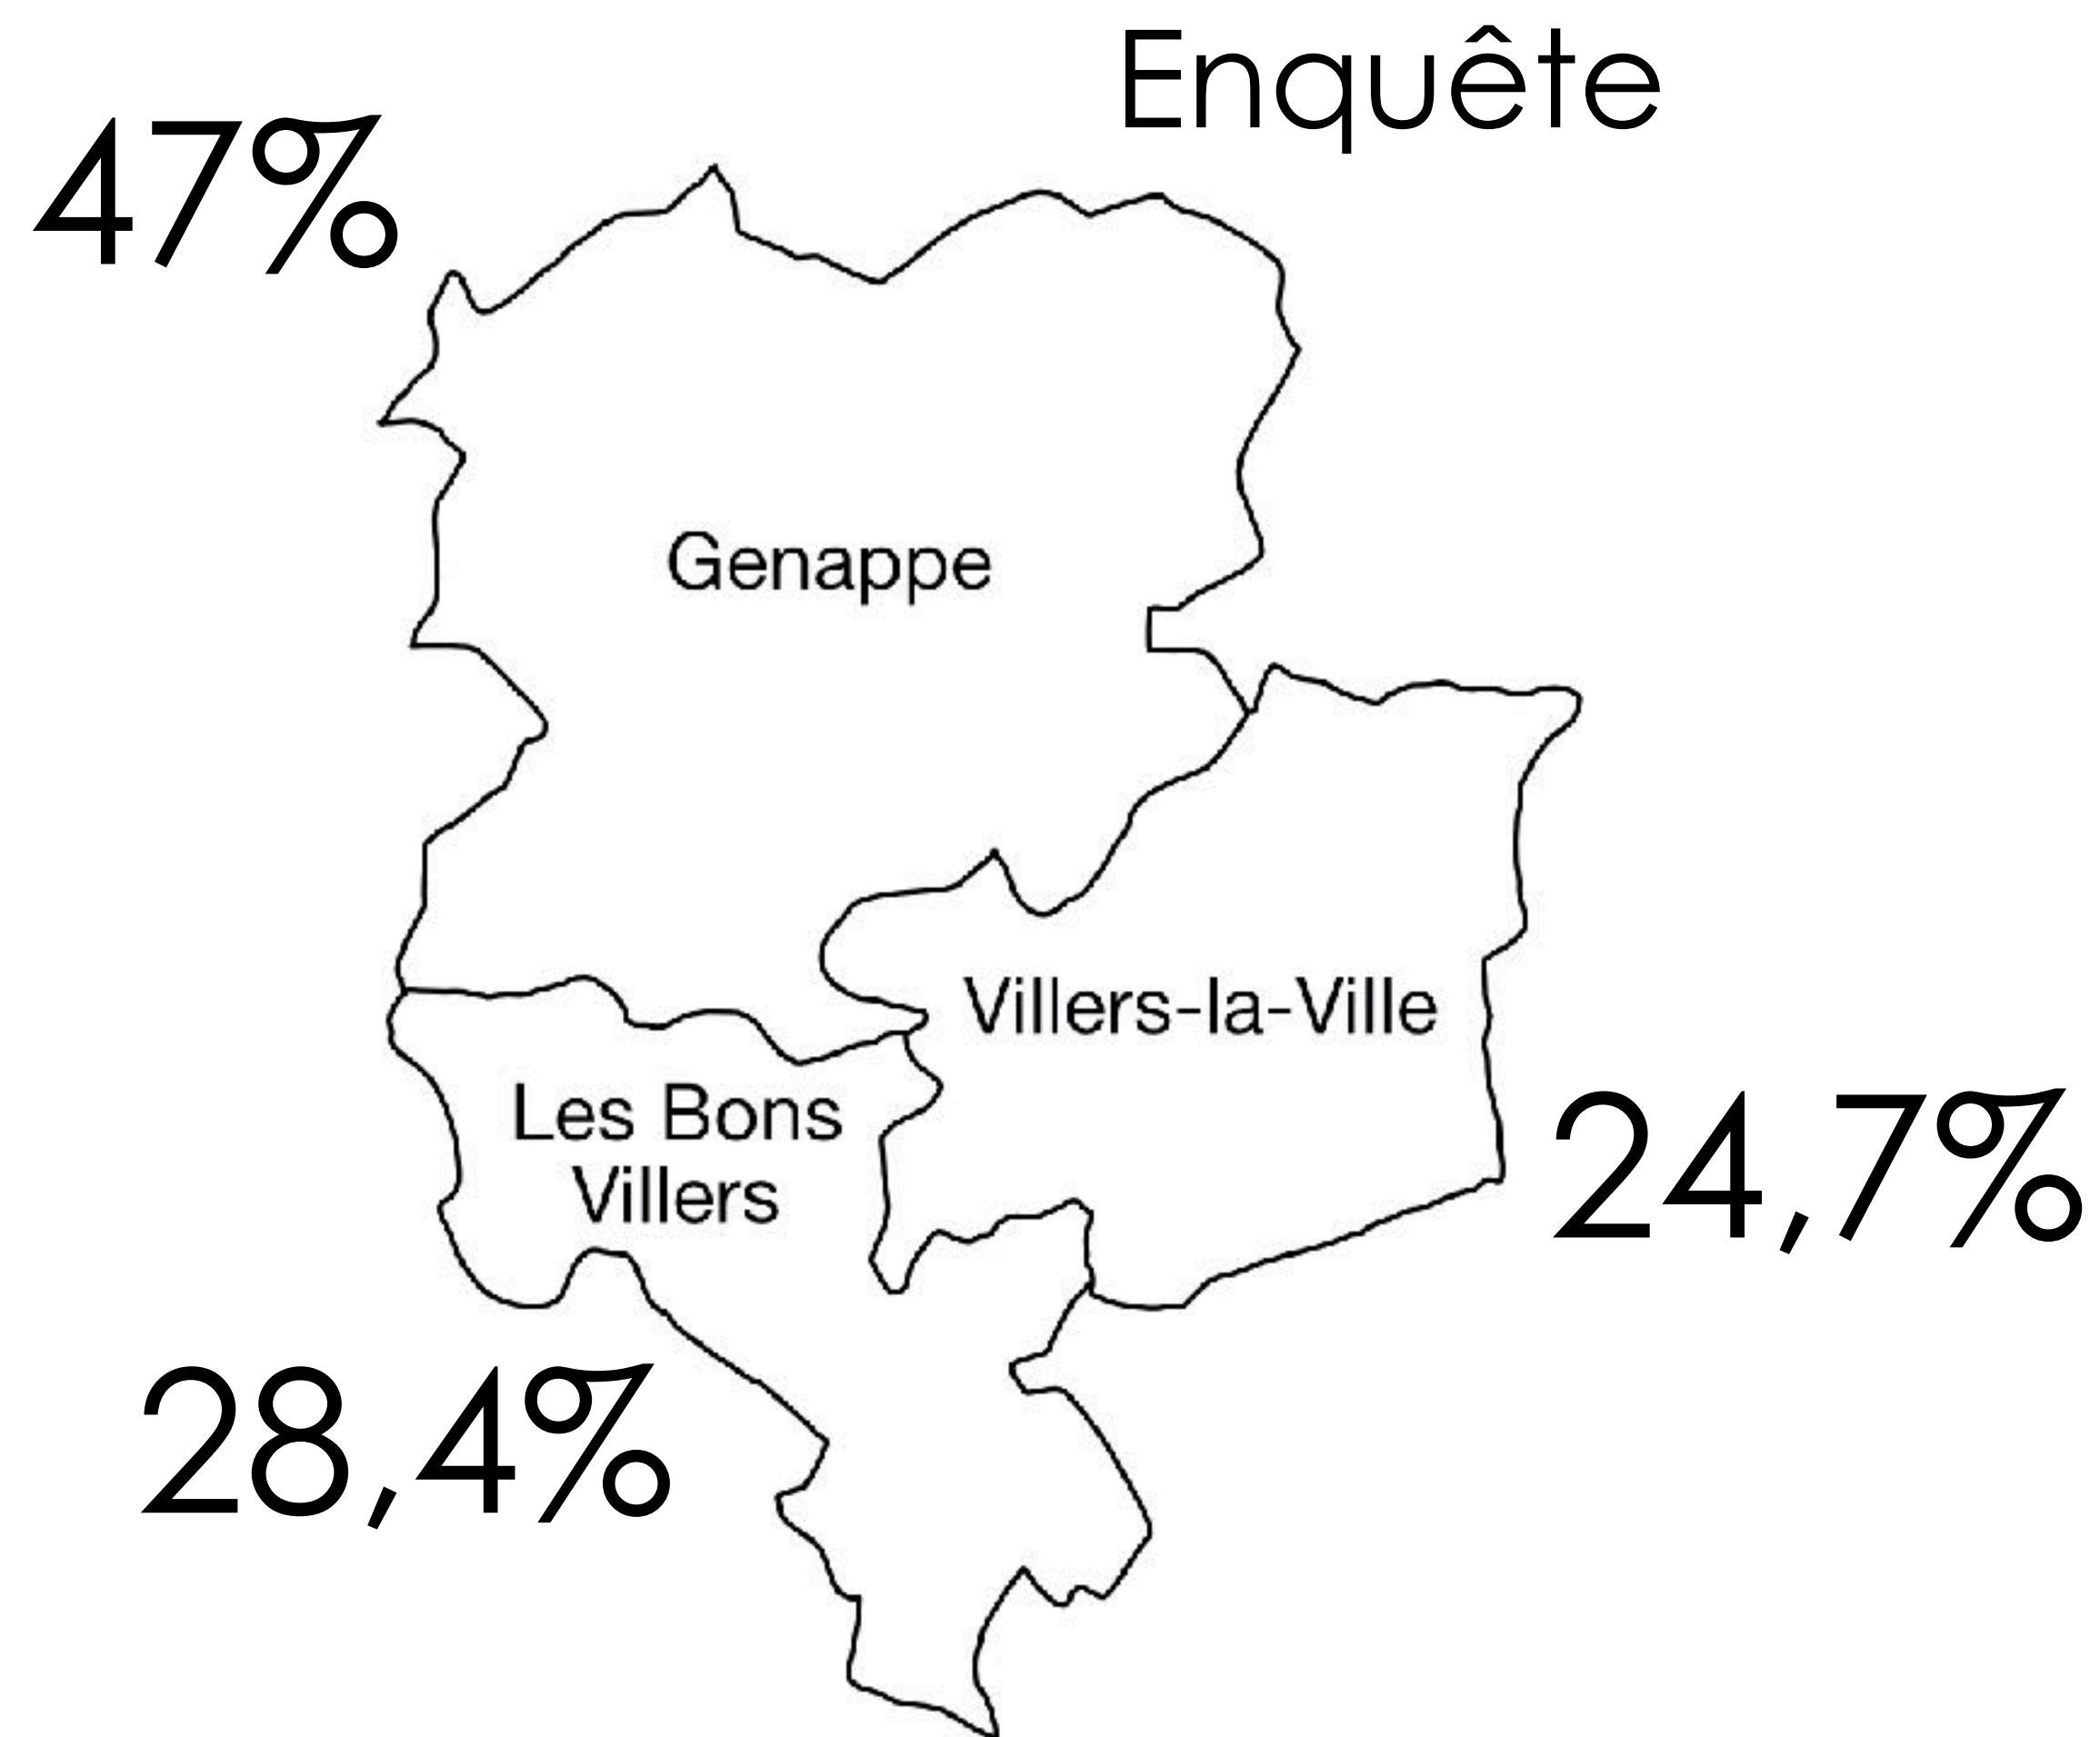 Enquête
47%
Genappe
Villers-la-Ville
Les Bons
Villers
24,7%
28,4%